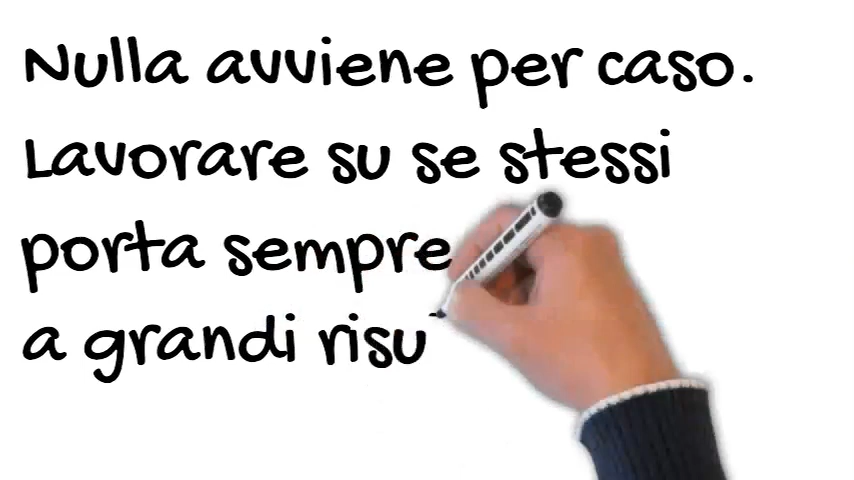 Nulla avviene per caso.
Lavorare su se stessi
porta sempre
a grandi risu